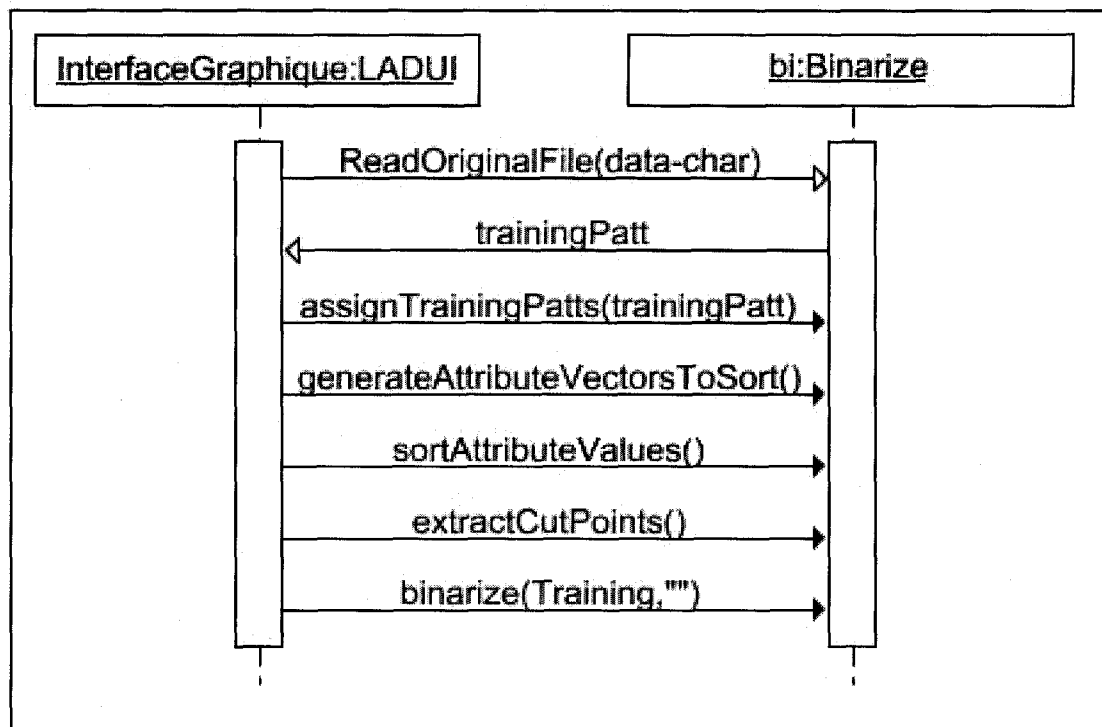 InterfaceGraphique:LADUI
bi:Binarize
ReadOriginalFile(data-char)
trainingPatt
assignTrainingPatts(trainingPatt)
generateAttributeVectorsToSort()
sortAttributeValues()
extractCutPoints()
binarize(Training,"")